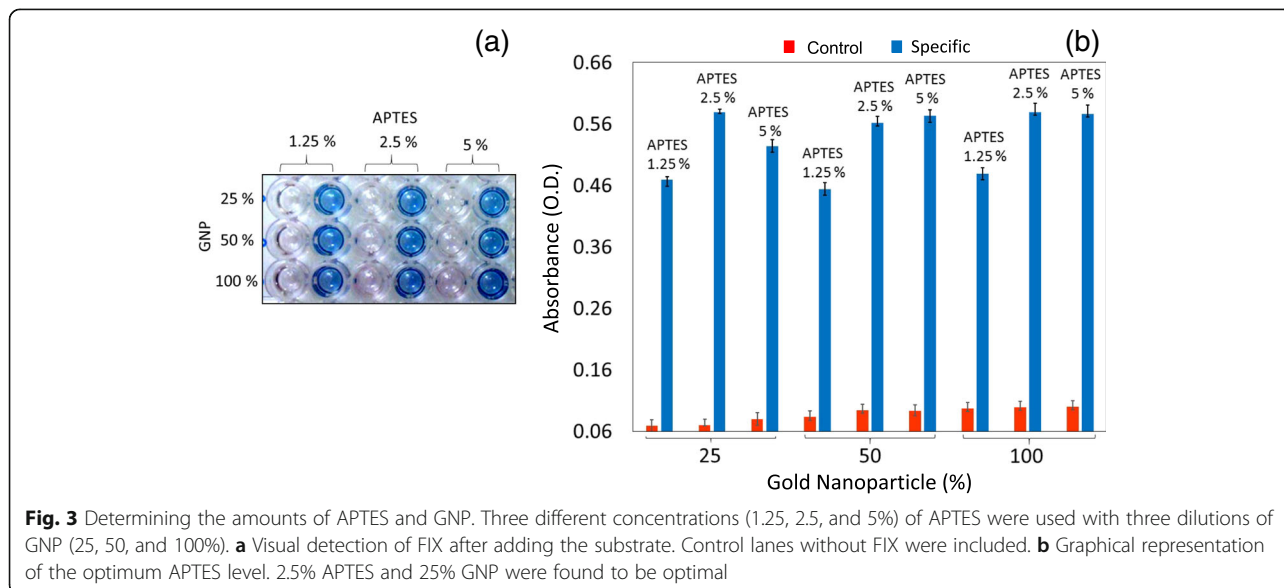 (a)
APTES
1.25 % 2.5 % 5 %
25 %
50 %
100 %
GNP
Control Specific (b)
0.66
0.56
0.46
0.36
0.26
0.16
0.06
Absorbance (O.D.)
APTES
1.25 %
APTES
2.5 %
APTES
5 %
APTES
1.25 %
APTES
2.5 %
APTES
5 %
APTES
1.25 %
APTES
2.5 %
APTES
5 %
25 50 100
Gold Nanoparticle (%)
Fig. 3 Determining the amounts of APTES and GNP. Three different concentrations (1.25, 2.5, and 5%) of APTES were used with three dilutions of
GNP (25, 50, and 100%). a Visual detection of FIX after adding the substrate. Control lanes without FIX were included. b Graphical representation
of the optimum APTES level. 2.5% APTES and 25% GNP were found to be optimal